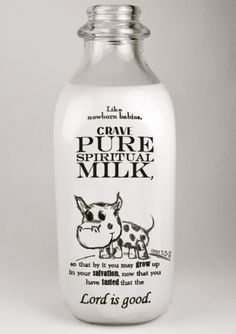 Like
newborn babies,
CRAVE
PURE
SPIRITUAL
MILK,
so that by it you may grow up
in your salvation, now that you
have tasted that the
Lord is good.